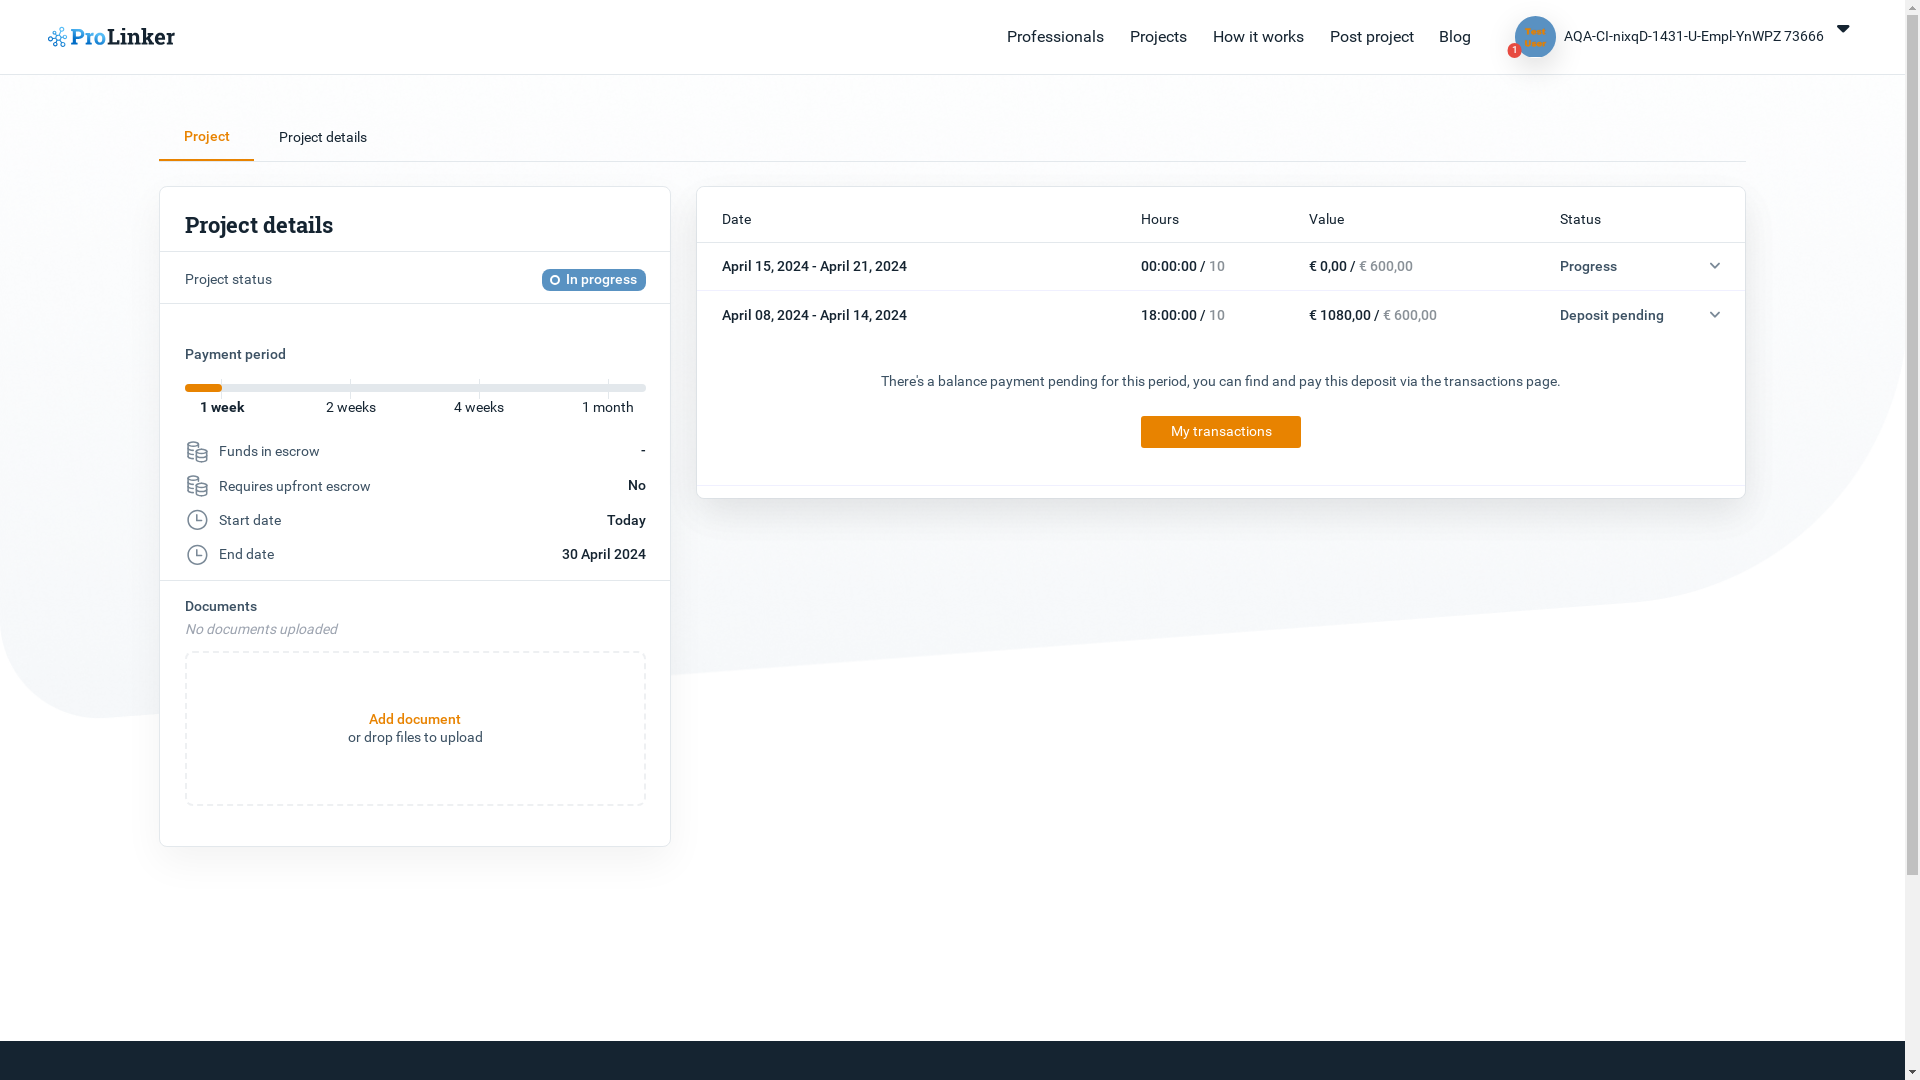 ProLinker
Professionals Projects How it works Post project Blog
1
AQA-CI-nixqD-1431-U-Empl-YnWPZ 73666
Project Project details
Project details
Project status In progress
Payment period
1 week 2 weeks 4 weeks 1 month
Funds in escrow -
Requires upfront escrow No
Start date Today
End date 30 April 2024
Documents
No documents uploaded
Add document
or drop files to upload
Date Hours Value Status
April 15, 2024 - April 21, 2024 00:00:00 / 10 € 0,00 / € 600,00 Progress
April 08, 2024 - April 14, 2024 18:00:00 / 10 € 1080,00 / € 600,00 Deposit pending
There's a balance payment pending for this period, you can find and pay this deposit via the transactions page.
My transactions